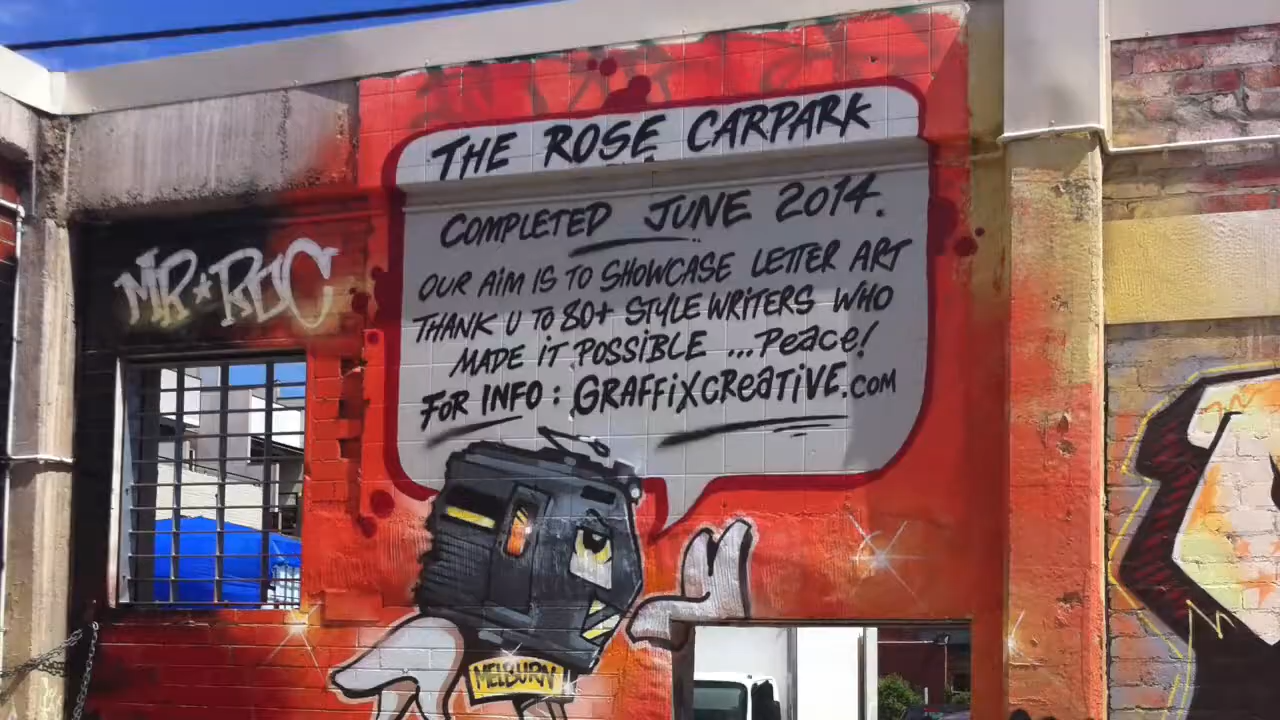 THE ROSE CARPARK
COMPLETED JUNE 2014.
OUR AiM IS TO SHOWCASE LETTER ART
THANK U TO 80+ STYLE WRiTERS WHO
MADE iT POSSiBLE ...Peace!
FOR INFO : GRAFFiXCReATiVE.COM
MR★RDC
MELBURN